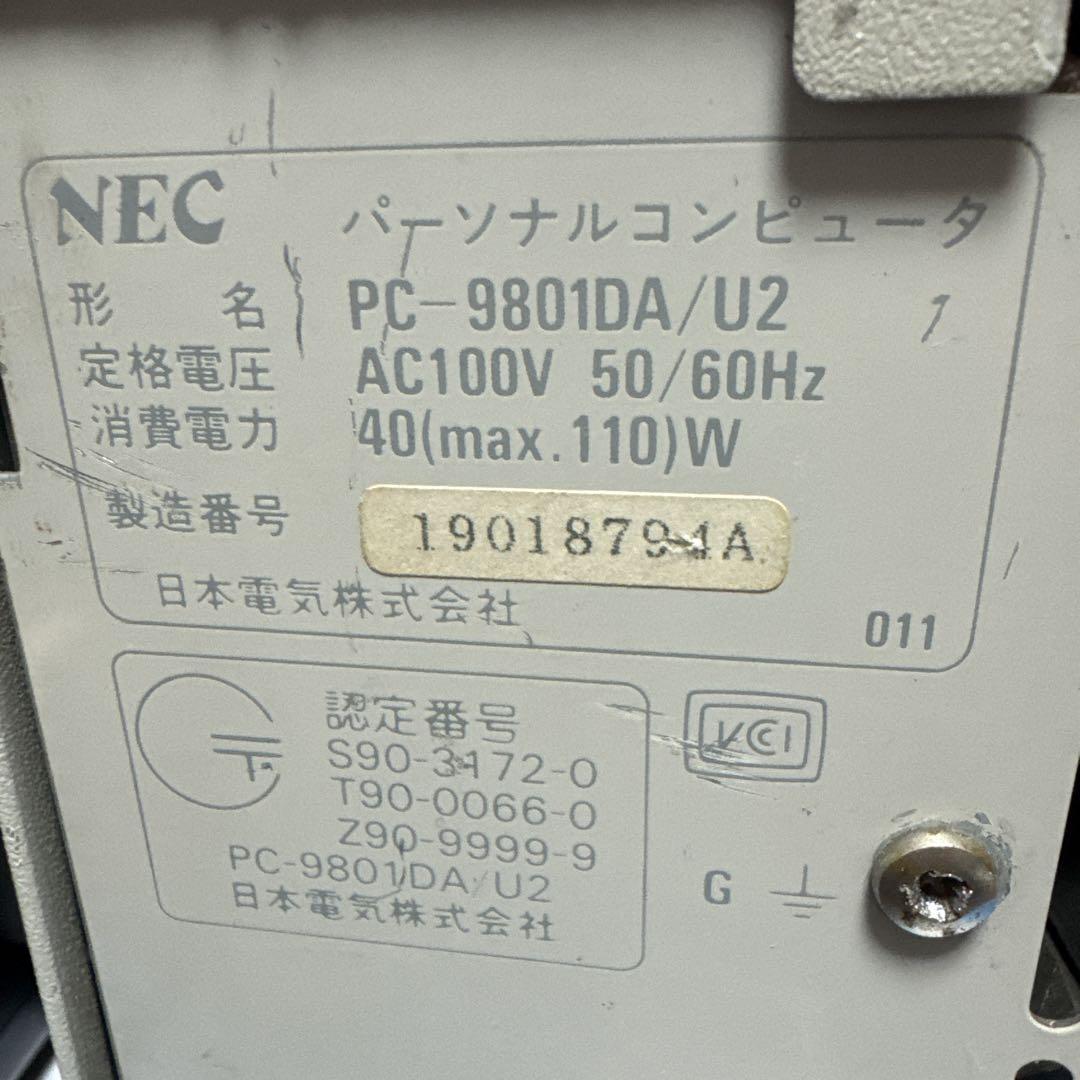 NEC パーソナルコンピュータ
形名 PC-9801DA/U2
定格電圧 AC100V 50/60Hz
消費電力 40(max.110)W
製造番号 19018794A
日本電気株式会社
011
認定番号
S90-3172-0
T90-0066-0
Z90-9999-9
PC-9801DA/U2
日本電気株式会社
VCCI
G